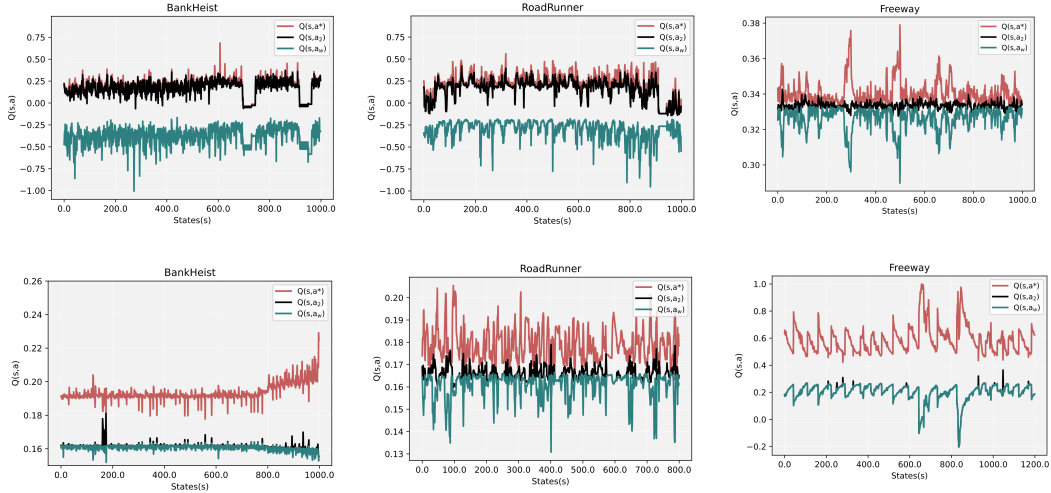 BankHeist
Q(s,a*)
Q(s,a2)
Q(s,aw)
0.75
0.50
0.25
0.00
−0.25
−0.50
−0.75
−1.00
Q(s,a)
0.0 200.0 400.0 600.0 800.0 1000.0
States(s)
RoadRunner
Q(s,a*)
Q(s,a2)
Q(s,aw)
0.75
0.50
0.25
0.00
−0.25
−0.50
−0.75
−1.00
Q(s,a)
0.0 200.0 400.0 600.0 800.0 1000.0
States(s)
Freeway
Q(s,a*)
Q(s,a2)
Q(s,aw)
0.38
0.36
0.34
0.32
0.30
Q(s,a)
0.0 200.0 400.0 600.0 800.0 1000.0
States(s)
BankHeist
Q(s,a*)
Q(s,a2)
Q(s,aw)
0.26
0.24
0.22
0.20
0.18
0.16
Q(s,a)
0.0 200.0 400.0 600.0 800.0 1000.0
States(s)
RoadRunner
Q(s,a*)
Q(s,a2)
Q(s,aw)
0.20
0.19
0.18
0.17
0.16
0.15
0.14
0.13
Q(s,a)
0.0 100.0 200.0 300.0 400.0 500.0 600.0 700.0 800.0
States(s)
Freeway
Q(s,a*)
Q(s,a2)
Q(s,aw)
1.0
0.8
0.6
0.4
0.2
0.0
−0.2
Q(s,a)
0.0 200.0 400.0 600.0 800.0 1000.0 1200.0
States(s)